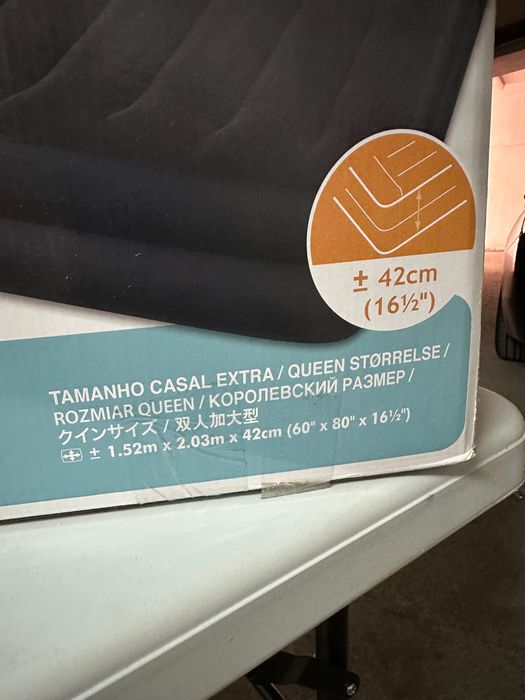 ± 42cm
(16½")
TAMANHO CASAL EXTRA / QUEEN STØRRELSE /
ROZMIAR QUEEN / КОРОЛЕВСКИЙ РАЗМЕР /
クインサイズ / 双人加大型
± 1.52m x 2.03m x 42cm (60" x 80" x 16½")